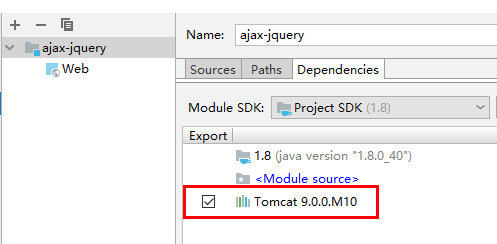 ajax-jquery
Web
Name: ajax-jquery
Sources Paths Dependencies
Module SDK: Project SDK (1.8)
Export
1.8 (java version "1.8.0_40")
<Module source>
Tomcat 9.0.0.M10